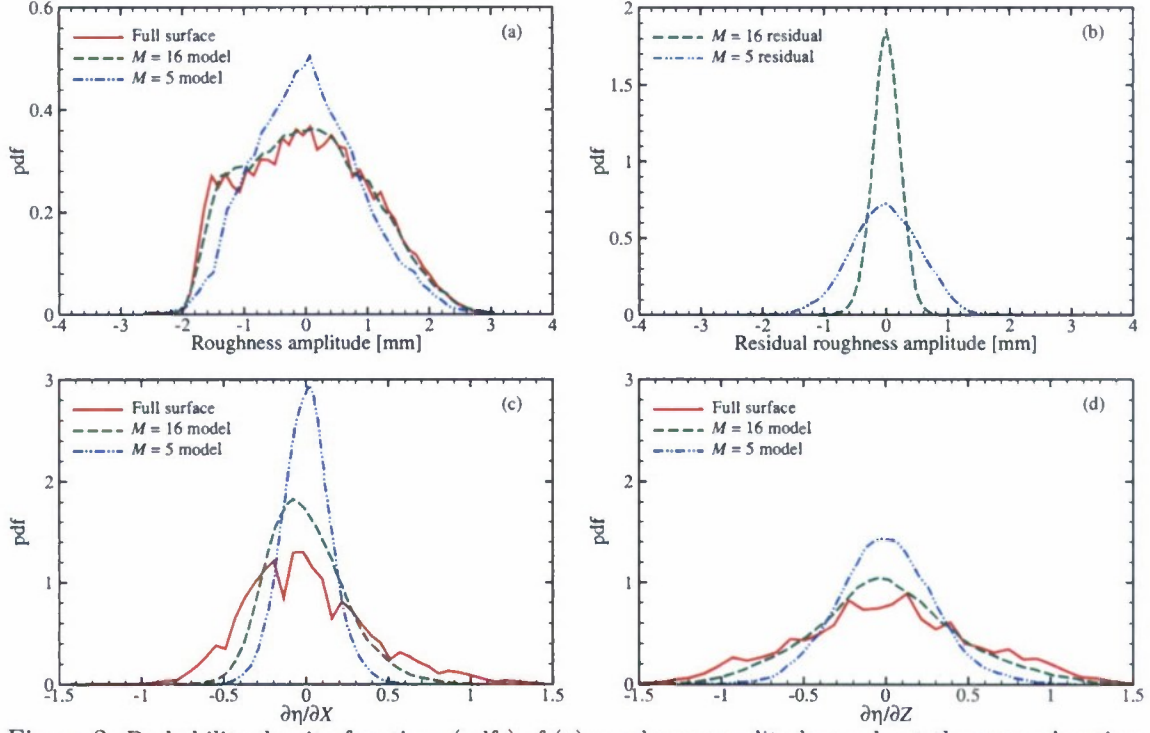 0.6
0.4
0.2
0
pdf
Full surface
M = 16 model
M = 5 model
(a)
-4 -3 -2 -1 0 1 2 3 4
Roughness amplitude [mm]
2
1.5
1
0.5
0
pdf
M = 16 residual
M = 5 residual
(b)
-4 -3 -2 -1 0 1 2 3 4
Residual roughness amplitude [mm]
3
2
1
0
pdf
Full surface
M = 16 model
M = 5 model
(c)
-1.5 -1 -0.5 0 0.5 1 1.5
∂η/∂X
3
2
1
0
pdf
Full surface
M = 16 model
M = 5 model
(d)
-1.5 -1 -0.5 0 0.5 1 1.5
∂η/∂Z